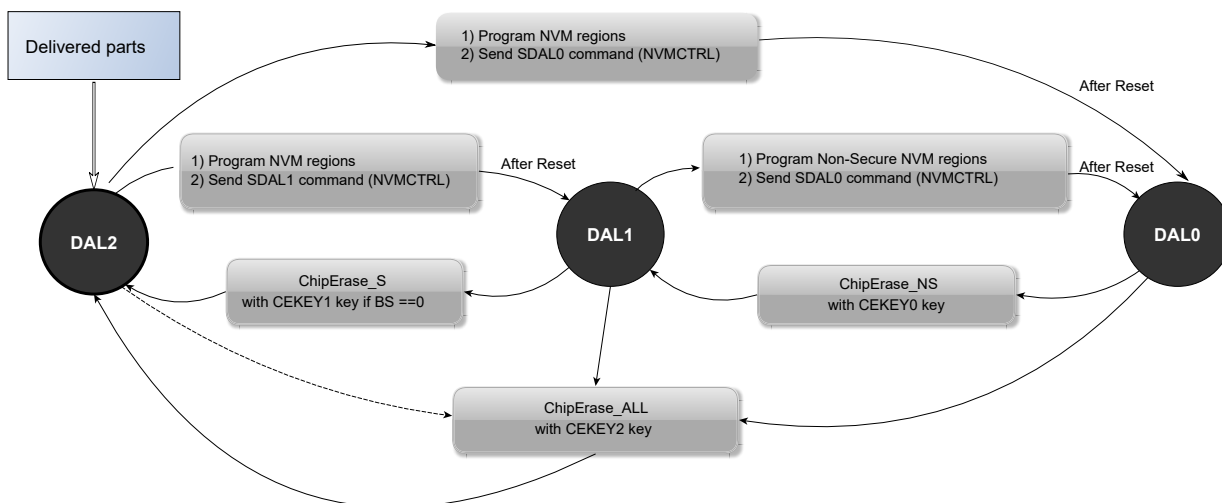 Delivered parts
1) Program NVM regions
2) Send SDAL0 command (NVMCTRL)
After Reset
1) Program NVM regions
2) Send SDAL1 command (NVMCTRL)
After Reset
1) Program Non-Secure NVM regions
2) Send SDAL0 command (NVMCTRL)
After Reset
DAL2
DAL1
DAL0
ChipErase_S
with CEKEY1 key if BS ==0
ChipErase_NS
with CEKEY0 key
ChipErase_ALL
with CEKEY2 key